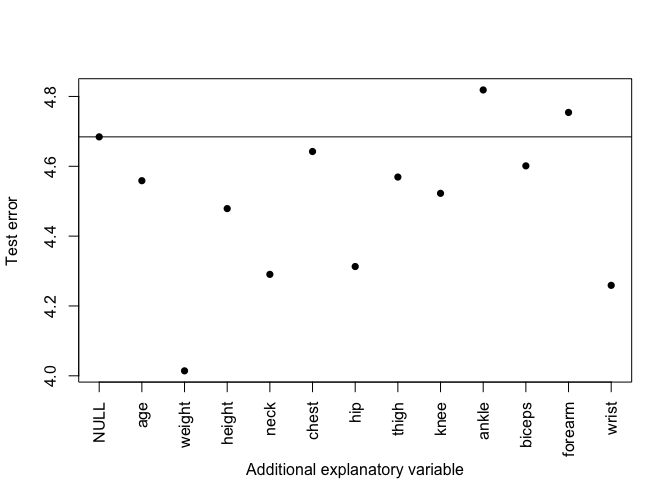 Test error
4.8
4.6
4.4
4.2
4.0
NULL
age
weight
height
neck
chest
hip
thigh
knee
ankle
biceps
forearm
wrist
Additional explanatory variable